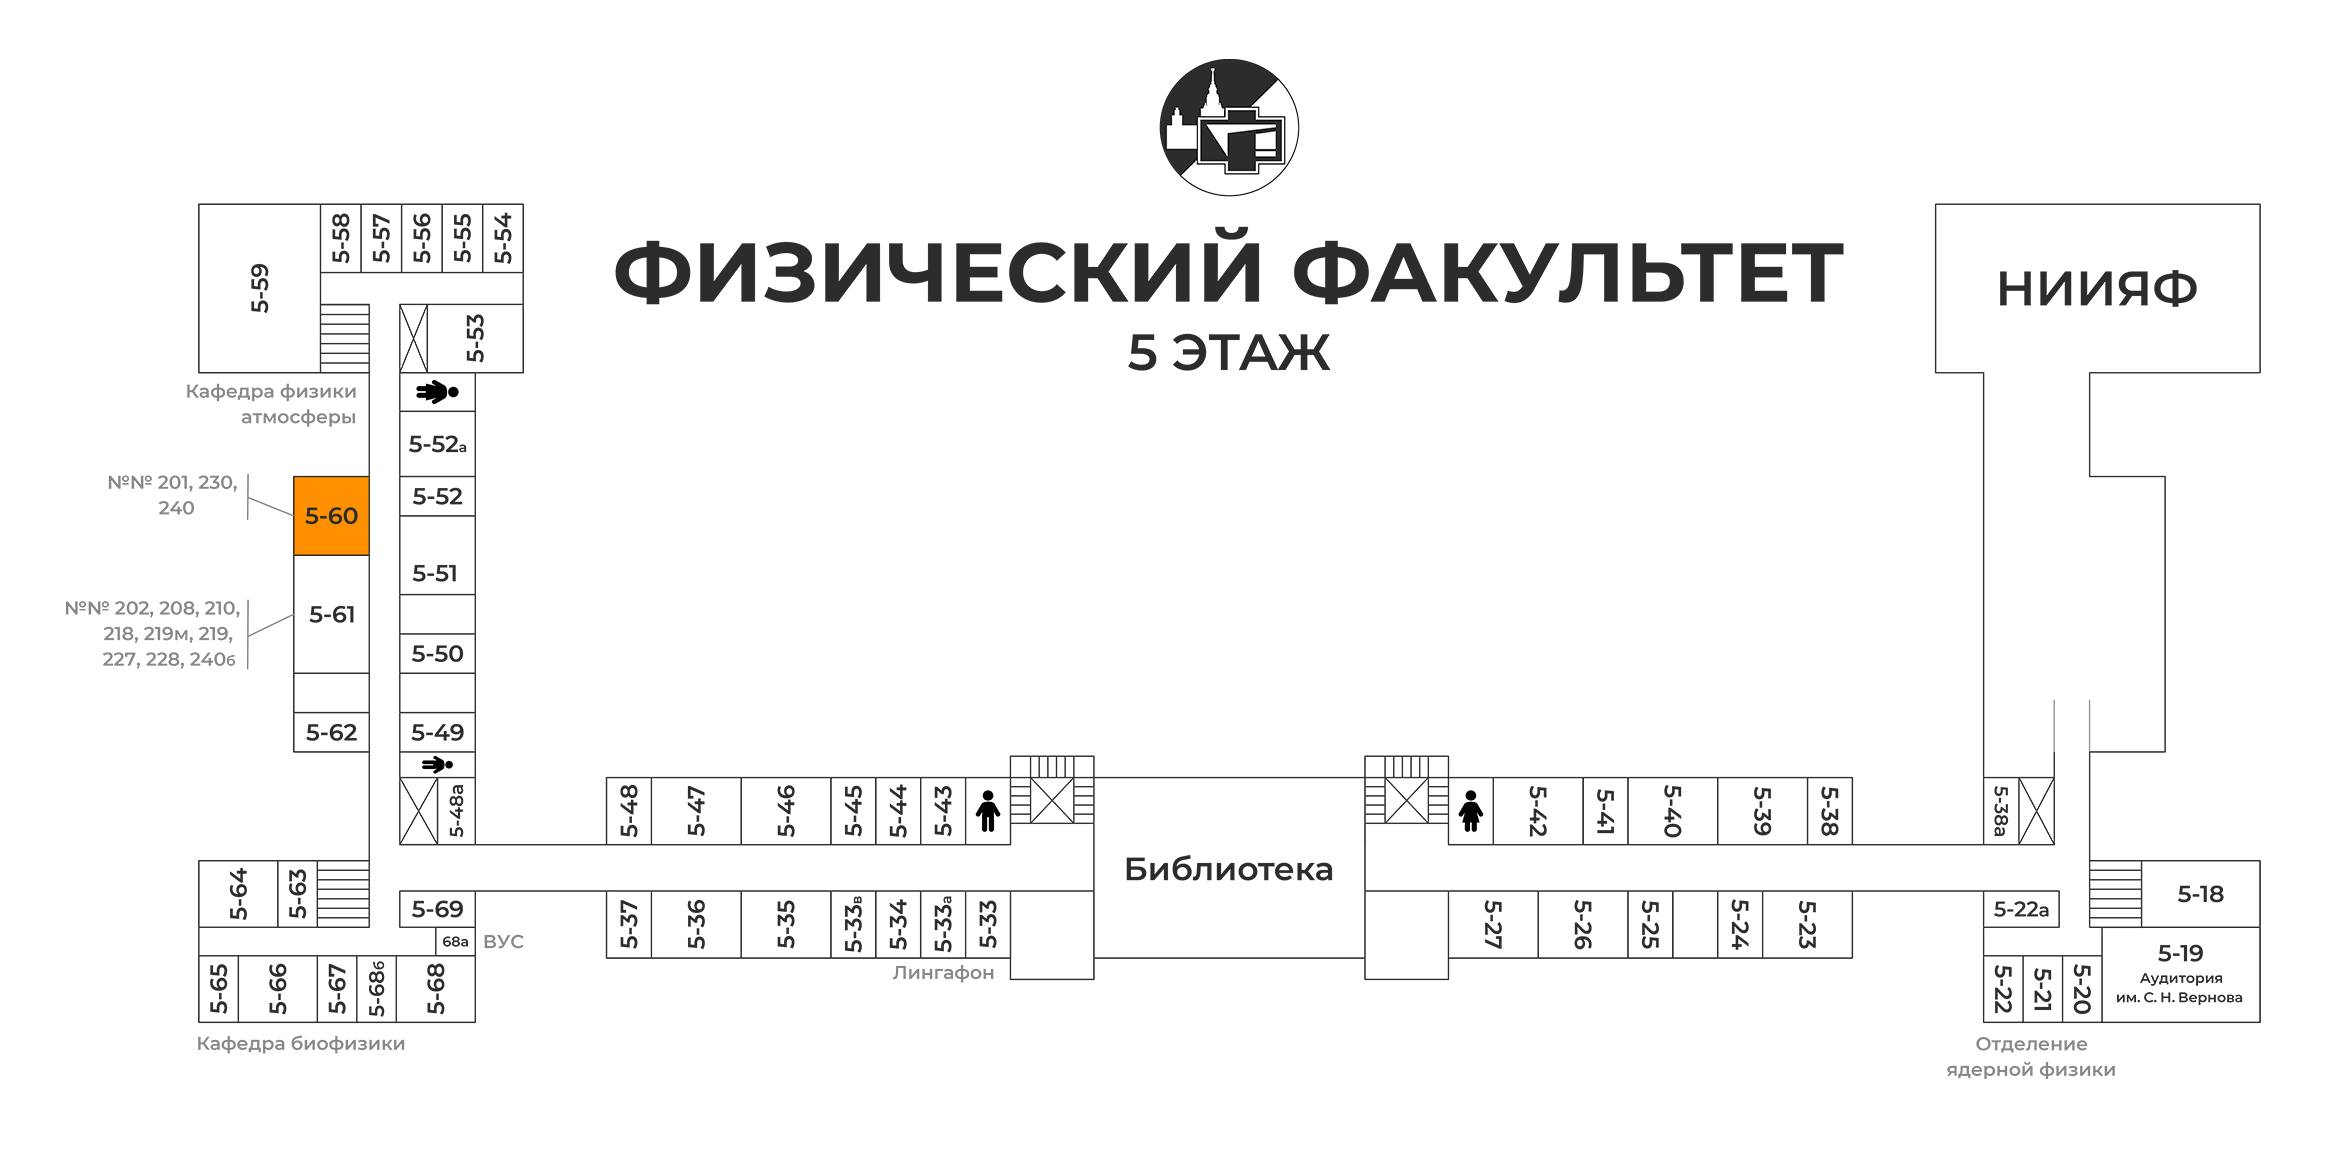 ФИЗИЧЕСКИЙ ФАКУЛЬТЕТ
5 ЭТАЖ
5-59
5-58
5-57
5-56
5-55
5-54
5-53
Кафедра физики
атмосферы
5-52а
5-52
№№ 201, 230,
240
5-60
5-51
№№ 202, 208, 210,
218, 219м, 219,
227, 228, 240б
5-61
5-50
5-62
5-49
5-48а
5-64
5-63
5-69
68а
ВУС
5-65
5-66
5-67
5-68б
5-68
Кафедра биофизики
5-48
5-47
5-46
5-45
5-44
5-43
5-37
5-36
5-35
5-33в
5-34
5-33а
5-33
Лингафон
Библиотека
5-42
5-41
5-40
5-39
5-38
5-27
5-26
5-25
5-24
5-23
НИИЯФ
5-38а
5-22а
5-18
5-19
Аудитория
им. С. Н. Вернова
5-22
5-21
5-20
Отделение
ядерной физики